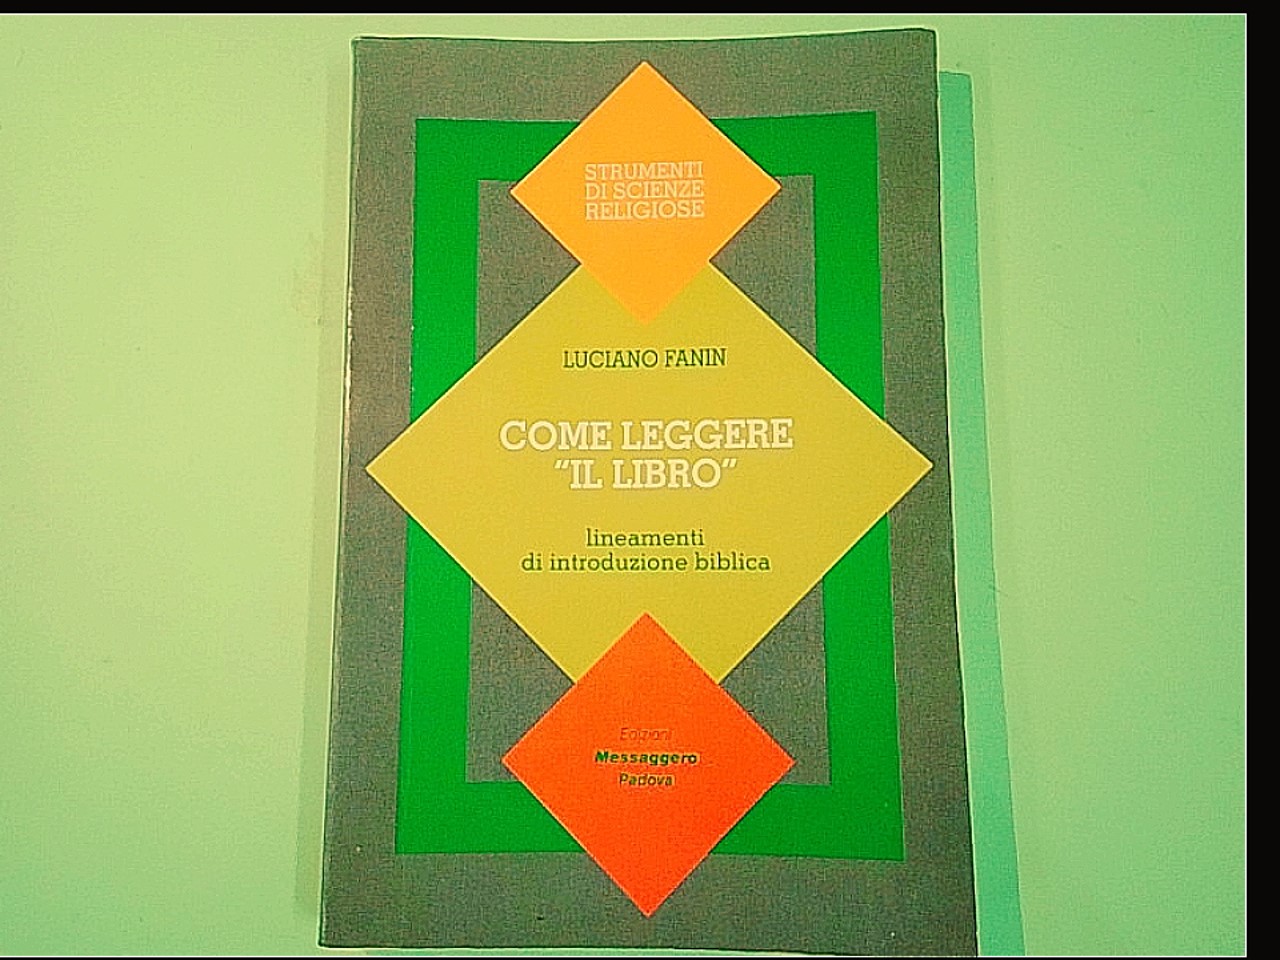 STRUMENTI
DI SCIENZE
RELIGIOSE
LUCIANO FANIN
COME LEGGERE
“IL LIBRO”
lineamenti
di introduzione biblica
Edizioni
Messaggero
Padova